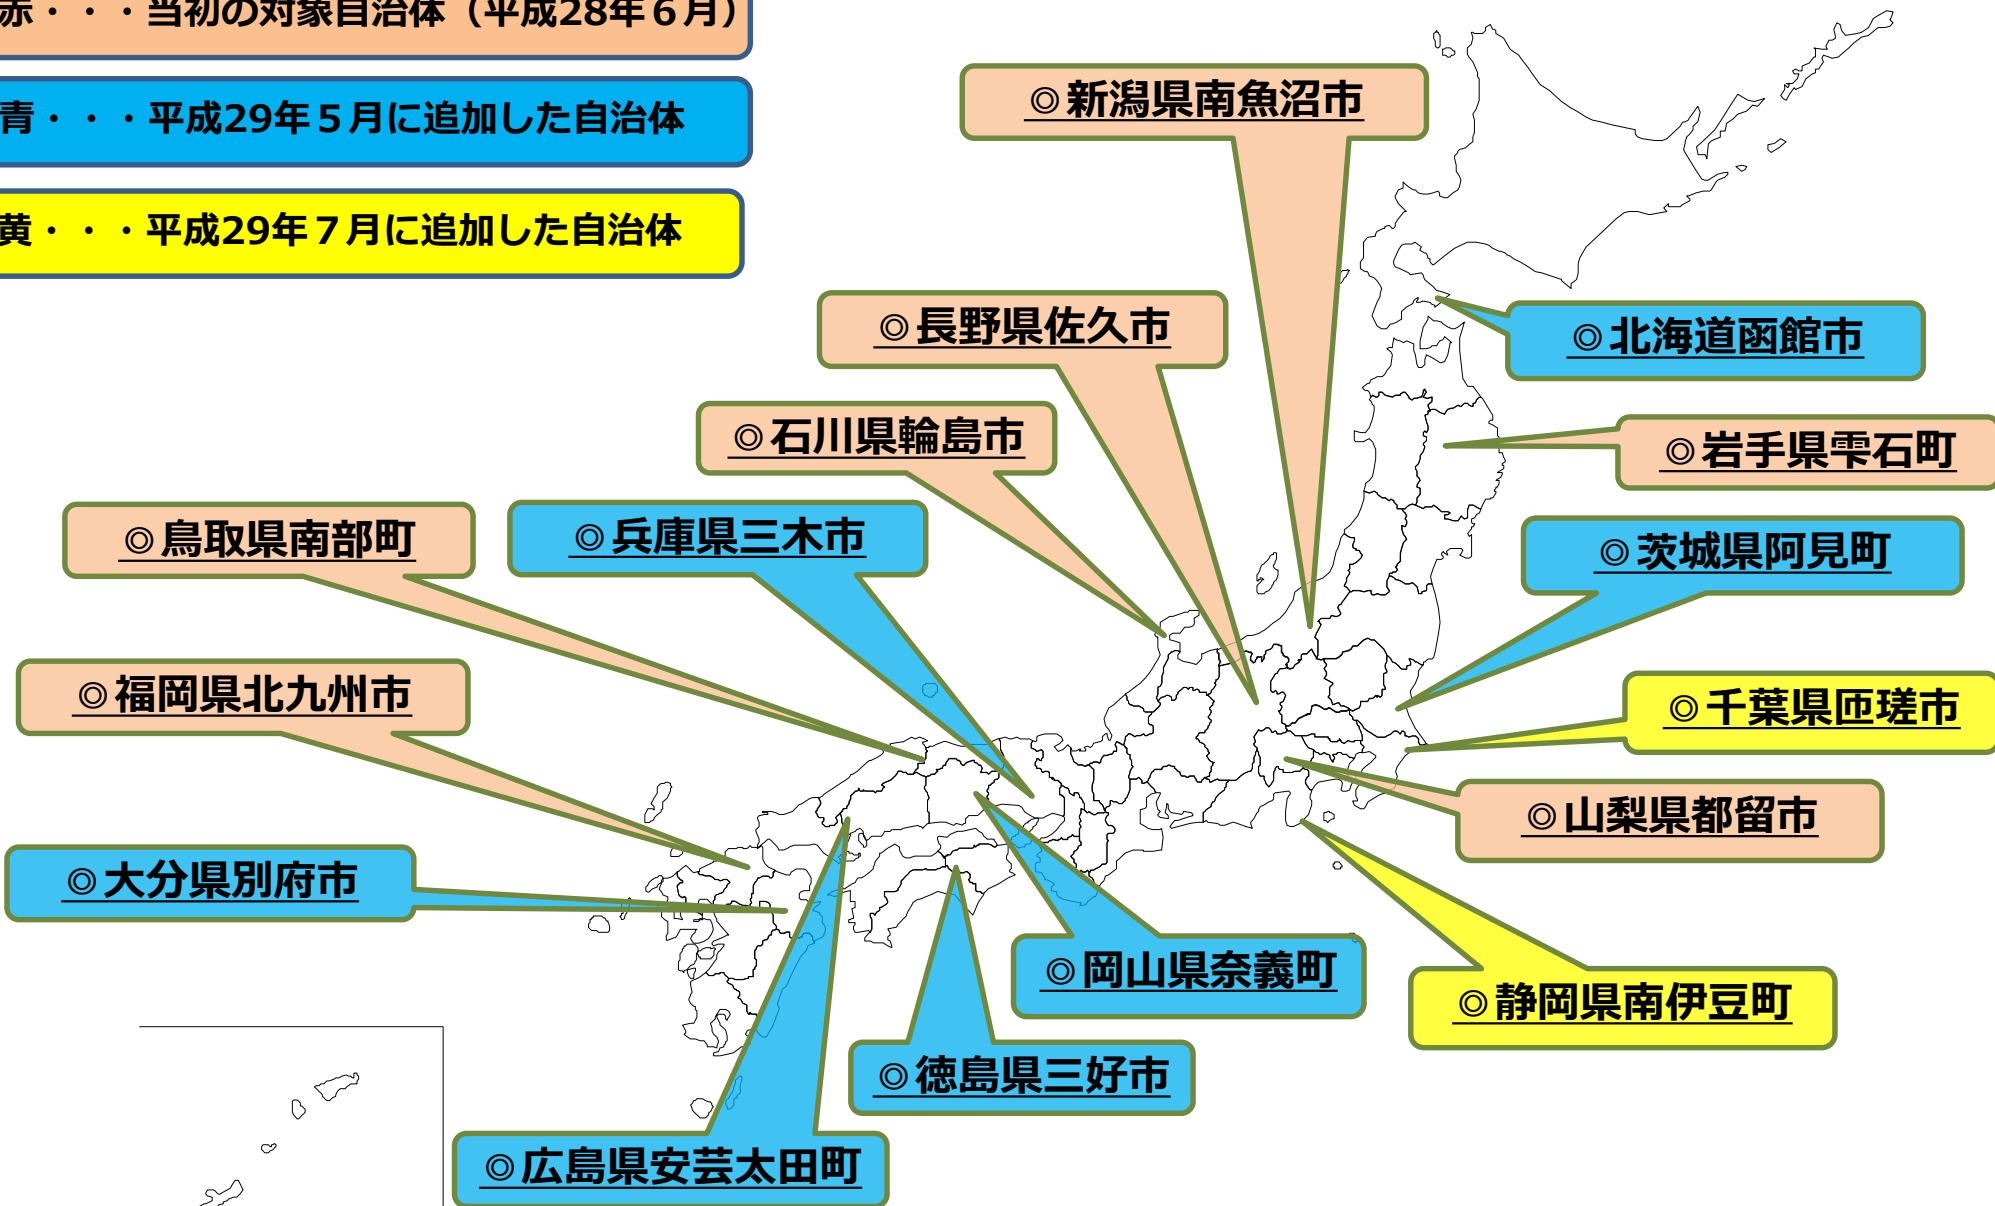 赤・・・当初の対象自治体（平成28年６月）
青・・・平成29年５月に追加した自治体
黄・・・平成29年７月に追加した自治体
◎新潟県南魚沼市
◎長野県佐久市
◎北海道函館市
◎石川県輪島市
◎岩手県雫石町
◎鳥取県南部町
◎兵庫県三木市
◎茨城県阿見町
◎福岡県北九州市
◎千葉県匝瑳市
◎山梨県都留市
◎大分県別府市
◎岡山県奈義町
◎静岡県南伊豆町
◎徳島県三好市
◎広島県安芸太田町